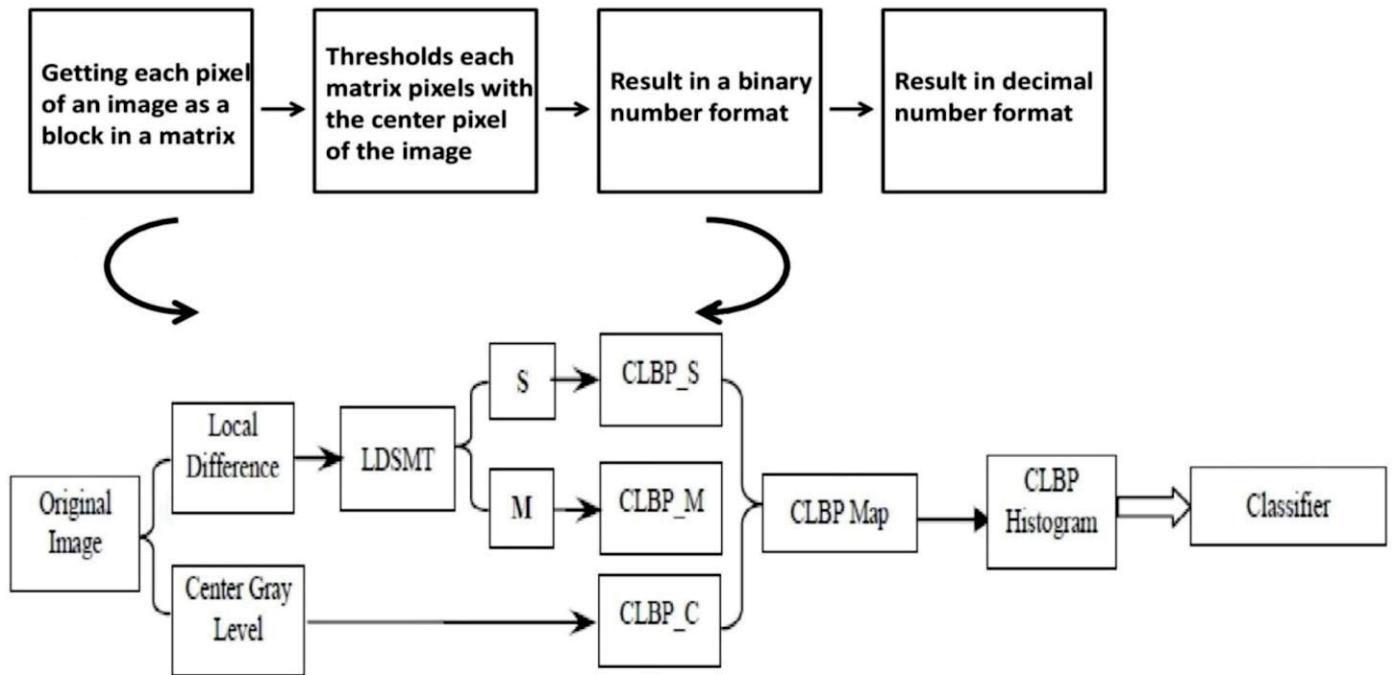 Getting each pixel
of an image as a
block in a matrix
Thresholds each
matrix pixels with
the center pixel
of the image
Result in a binary
number format
Result in decimal
number format
Original
Image
Local
Difference
Center Gray
Level
LDSMT
S
M
CLBP_S
CLBP_M
CLBP_C
CLBP Map
CLBP
Histogram
Classifier